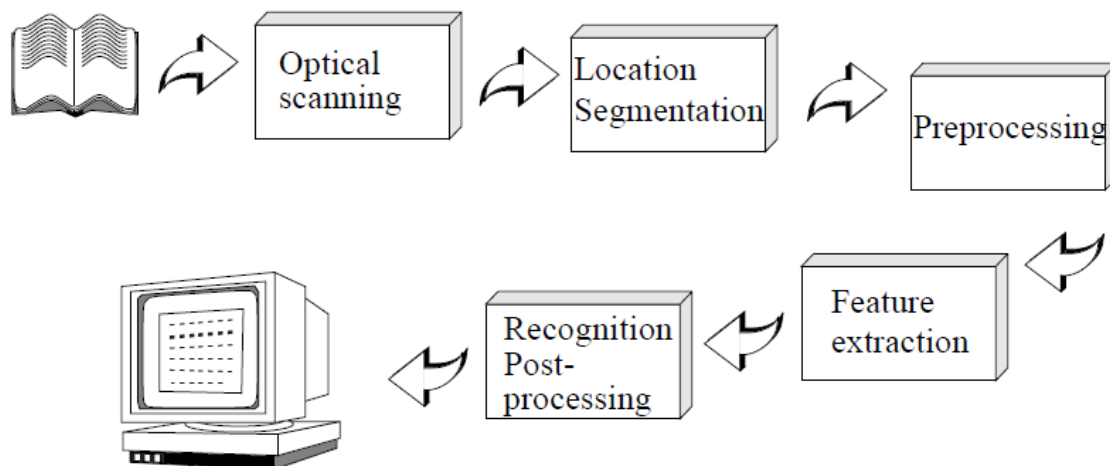 Optical
scanning
Location
Segmentation
Preprocessing
Feature
extraction
Recognition
Post-
processing